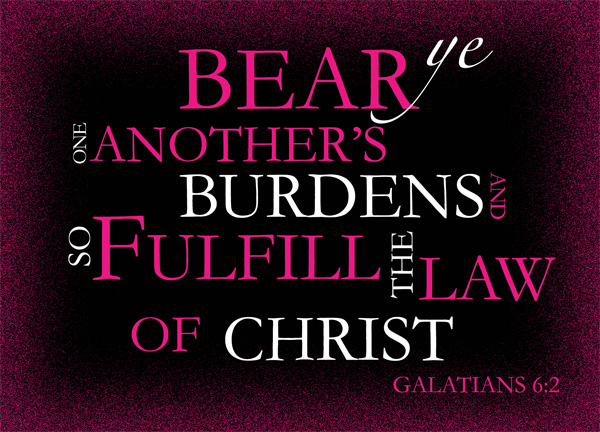 BEAR ye
ONE ANOTHER'S
BURDENS AND
SO FULFILL THE LAW
OF CHRIST
GALATIANS 6:2